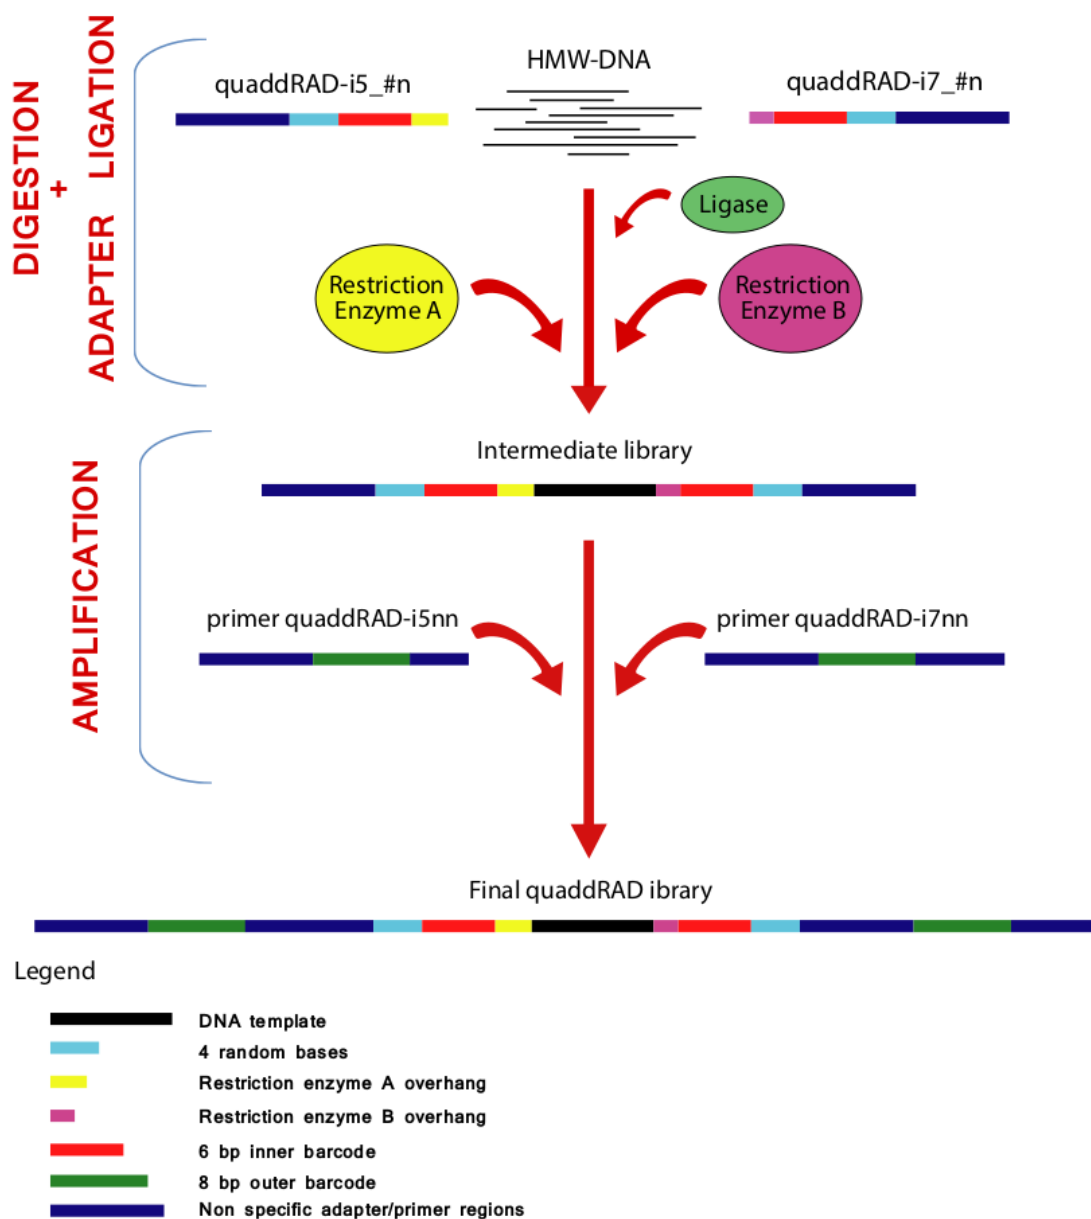 DIGESTION
+
ADAPTER LIGATION
quaddRAD-i5_#n
HMW-DNA
quaddRAD-i7_#n
Ligase
Restriction
Enzyme A
Restriction
Enzyme B
AMPLIFICATION
Intermediate library
primer quaddRAD-i5nn
primer quaddRAD-i7nn
Final quaddRAD ibrary
Legend
DNA template
4 random bases
Restriction enzyme A overhang
Restriction enzyme B overhang
6 bp inner barcode
8 bp outer barcode
Non specific adapter/primer regions